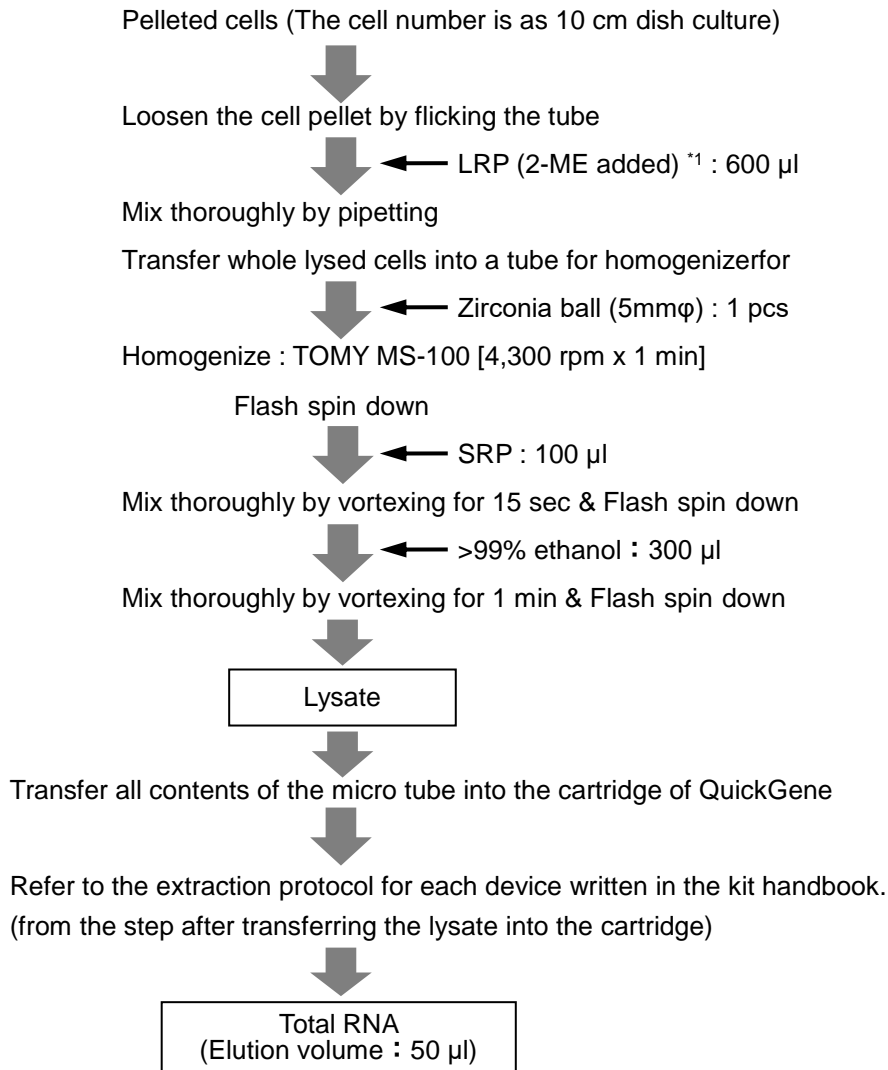 Pelleted cells (The cell number is as 10 cm dish culture)
Loosen the cell pellet by flicking the tube
LRP (2-ME added) *1 : 600 µl
Mix thoroughly by pipetting
Transfer whole lysed cells into a tube for homogenizerfor
Zirconia ball (5mmφ) : 1 pcs
Homogenize : TOMY MS-100 [4,300 rpm x 1 min]
Flash spin down
SRP : 100 µl
Mix thoroughly by vortexing for 15 sec & Flash spin down
>99% ethanol：300 µl
Mix thoroughly by vortexing for 1 min & Flash spin down
Lysate
Transfer all contents of the micro tube into the cartridge of QuickGene
Refer to the extraction protocol for each device written in the kit handbook.
(from the step after transferring the lysate into the cartridge)
Total RNA
(Elution volume：50 µl)